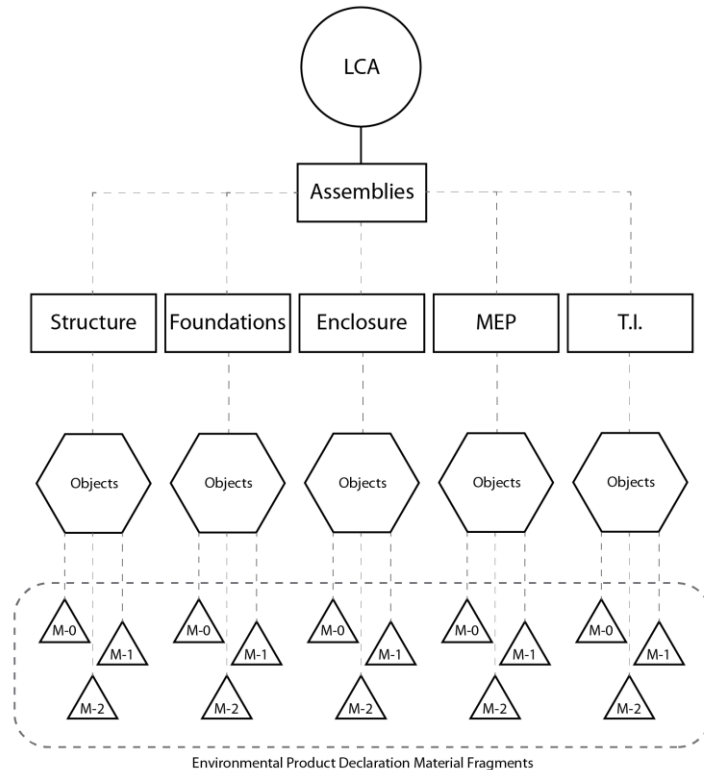 LCA
Assemblies
Structure Foundations Enclosure MEP T.I.
Objects Objects Objects Objects Objects
M-0 M-0 M-0 M-0 M-0
M-1 M-1 M-1 M-1 M-1
M-2 M-2 M-2 M-2 M-2
Environmental Product Declaration Material Fragments